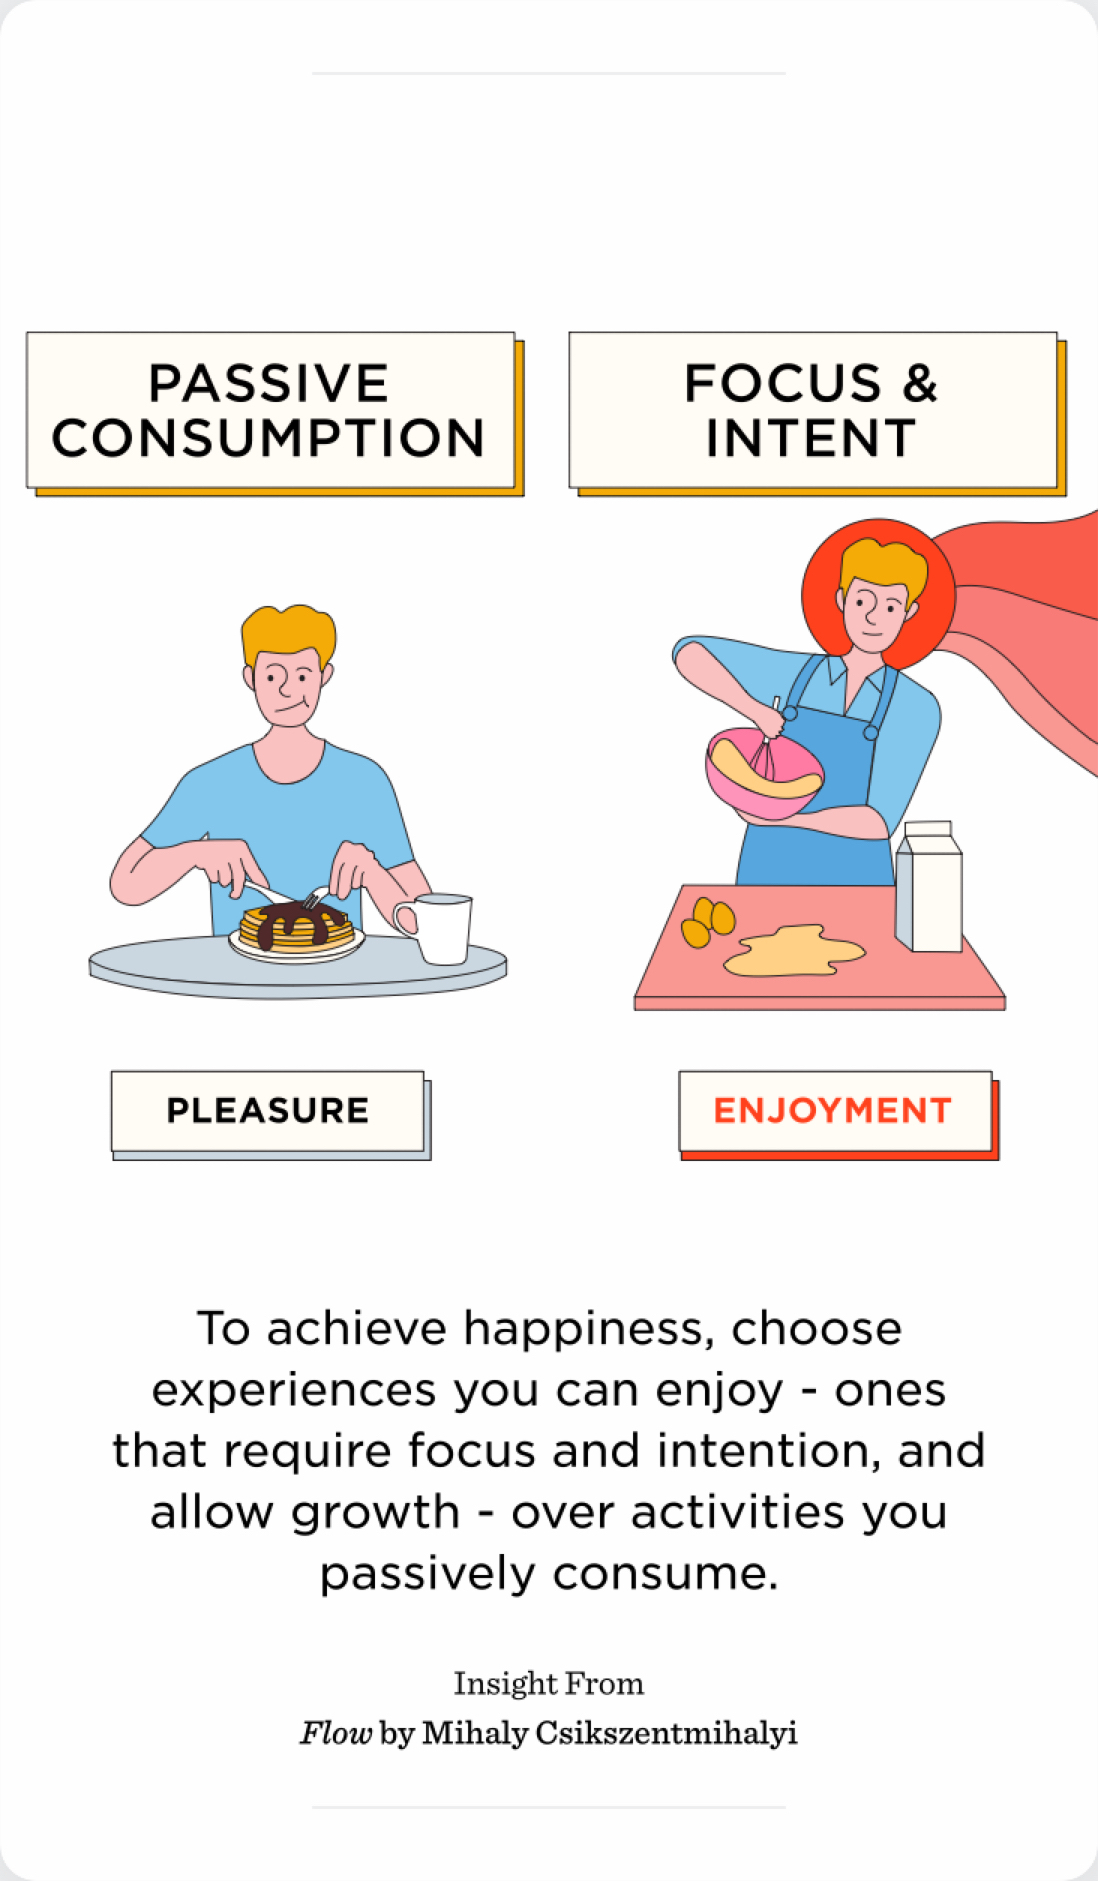 PASSIVE
CONSUMPTION
FOCUS &
INTENT
PLEASURE
ENJOYMENT
To achieve happiness, choose
experiences you can enjoy - ones
that require focus and intention, and
allow growth - over activities you
passively consume.
Insight From
Flow by Mihaly Csikszentmihalyi